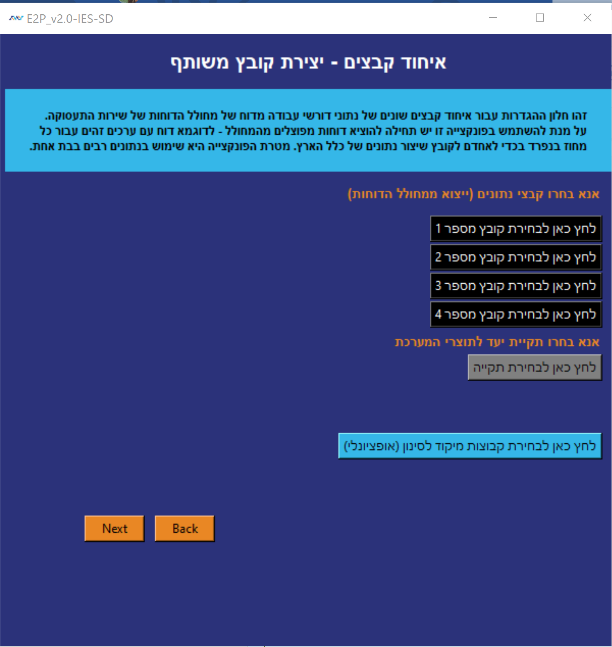 E2P_v2.0-IES-SD
איחוד קבצים - יצירת קובץ משותף
זהו חלון ההגדרות עבור איחוד קבצים שונים של נתוני דורשי עבודה מדוח של מחולל הדוחות של שירות התעסוקה.
על מנת להשתמש בפונקצייה זו יש תחילה להוציא דוחות מפוצלים מהמחולל - לדוגמא דוח עם ערכים זהים עבור כל
מחוז בנפרד בכדי לאחדם לקובץ שיצור נתונים של כלל הארץ. מטרת הפונקצייה היא שימוש בנתונים רבים בבת אחת.
אנא בחרו קבצי נתונים (ייצוא ממחולל הדוחות)
לחץ כאן לבחירת קובץ מספר 1
לחץ כאן לבחירת קובץ מספר 2
לחץ כאן לבחירת קובץ מספר 3
לחץ כאן לבחירת קובץ מספר 4
אנא בחרו תקיית יעד לתוצרי המערכת
לחץ כאן לבחירת תקייה
לחץ כאן לבחירת קבוצות מיקוד לסינון (אופציונלי)
Next Back